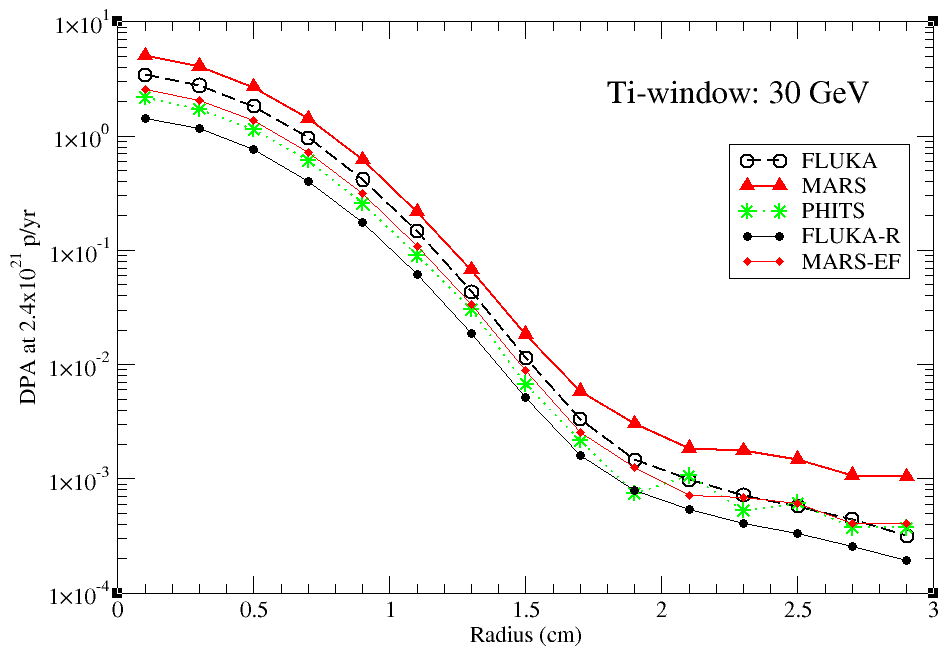 1×10^1
1×10^0
1×10^-1
1×10^-2
1×10^-3
1×10^-4
DPA at 2.4x10^21 p/yr
Ti-window: 30 GeV
FLUKA
MARS
PHITS
FLUKA-R
MARS-EF
0 0.5 1 1.5 2 2.5 3
Radius (cm)